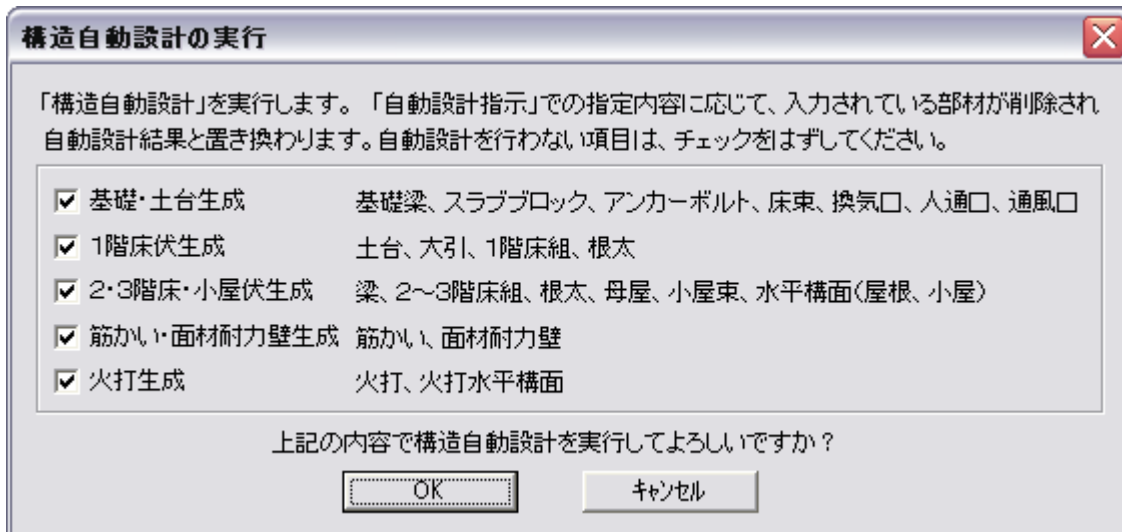 構造自動設計の実行
「構造自動設計」を実行します。「自動設計指示」での指定内容に応じて、入力されている部材が削除され
自動設計結果と置き換わります。自動設計を行わない項目は、チェックをはずしてください。
基礎・土台生成 基礎梁、スラブブロック、アンカーボルト、床束、換気口、人通口、通風口
1階床伏生成 土台、大引、1階床組、根太
2・3階床・小屋伏生成 梁、2～3階床組、根太、母屋、小屋束、水平構面(屋根、小屋)
筋かい・面材耐力壁生成 筋かい、面材耐力壁
火打生成 火打、火打水平構面
上記の内容で構造自動設計を実行してよろしいですか?
OK キャンセル